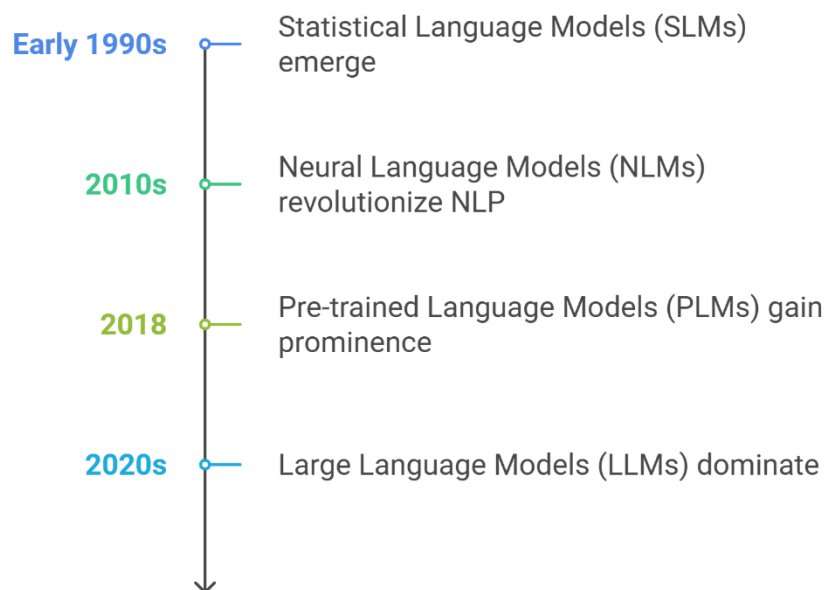 Early 1990s
Statistical Language Models (SLMs)
emerge
2010s
Neural Language Models (NLMs)
revolutionize NLP
2018
Pre-trained Language Models (PLMs) gain
prominence
2020s
Large Language Models (LLMs) dominate